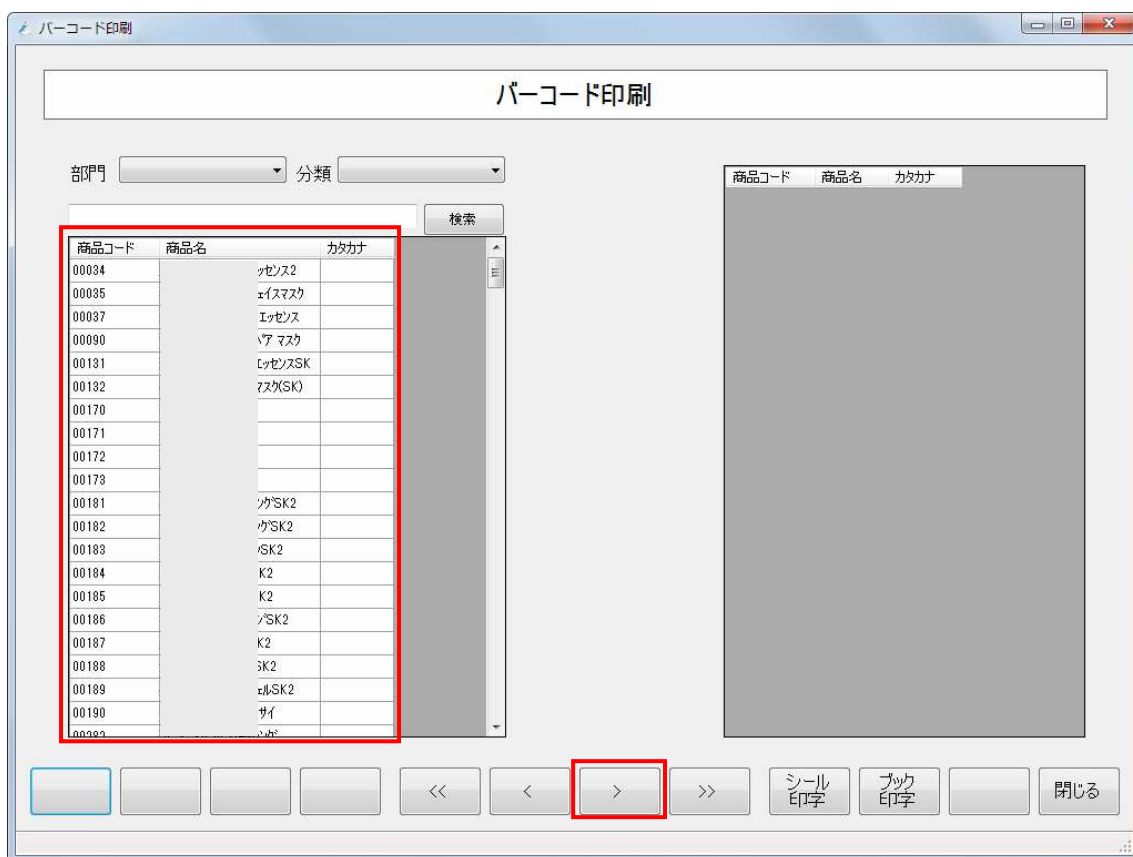 バーコード印刷
バーコード印刷
部門 分類
検索
商品コード 商品名 カタカナ
00034 ッセンス2
00035 ェイスマスク
00037 エッセンス
00090 ペア マスク
00131 エッセンスSK
00132 マスク(SK)
00170
00171
00172
00173
00181 ングSK2
00182 ングSK2
00183 SK2
00184 K2
00185 K2
00186 SK2
00187 K2
00188 SK2
00189 ェルSK2
00190 サイ
商品コード 商品名 カタカナ
<< < > >> シール ブック 閉じる
印字 印字